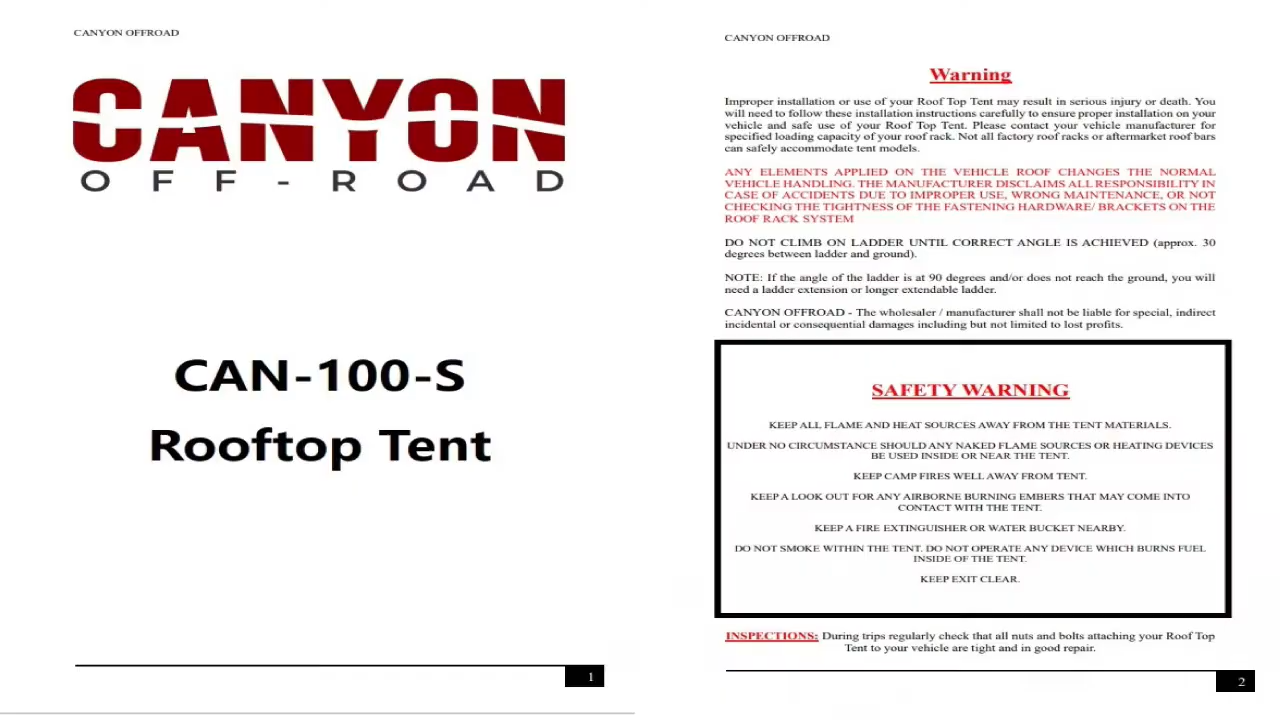 CANYON OFFROAD
CANYON
OFF-ROAD
CAN-100-S
Rooftop Tent
1
CANYON OFFROAD
Warning
Improper installation or use of your Roof Top Tent may result in serious injury or death. You
will need to follow these installation instructions carefully to ensure proper installation on your
vehicle and safe use of your Roof Top Tent. Please contact your vehicle manufacturer for
specified loading capacity of your roof rack. Not all factory roof racks or aftermarket roof bars
can safely accommodate tent models.
ANY ELEMENTS APPLIED ON THE VEHICLE ROOF CHANGES THE NORMAL
VEHICLE HANDLING. THE MANUFACTURER DISCLAIMS ALL RESPONSIBILITY IN
CASE OF ACCIDENTS DUE TO IMPROPER USE, WRONG MAINTENANCE, OR NOT
CHECKING THE TIGHTNESS OF THE FASTENING HARDWARE/ BRACKETS ON THE
ROOF RACK SYSTEM
DO NOT CLIMB ON LADDER UNTIL CORRECT ANGLE IS ACHIEVED (approx. 30
degrees between ladder and ground).
NOTE: If the angle of the ladder is at 90 degrees and/or does not reach the ground, you will
need a ladder extension or longer extendable ladder.
CANYON OFFROAD - The wholesaler / manufacturer shall not be liable for special, indirect
incidental or consequential damages including but not limited to lost profits.
SAFETY WARNING
KEEP ALL FLAME AND HEAT SOURCES AWAY FROM THE TENT MATERIALS.
UNDER NO CIRCUMSTANCE SHOULD ANY NAKED FLAME SOURCES OR HEATING DEVICES
BE USED INSIDE OR NEAR THE TENT.
KEEP CAMP FIRES WELL AWAY FROM TENT.
KEEP A LOOK OUT FOR ANY AIRBORNE BURNING EMBERS THAT MAY COME INTO
CONTACT WITH THE TENT.
KEEP A FIRE EXTINGUISHER OR WATER BUCKET NEARBY.
DO NOT SMOKE WITHIN THE TENT. DO NOT OPERATE ANY DEVICE WHICH BURNS FUEL
INSIDE OF THE TENT.
KEEP EXIT CLEAR.
INSPECTIONS: During trips regularly check that all nuts and bolts attaching your Roof Top
Tent to your vehicle are tight and in good repair.
2